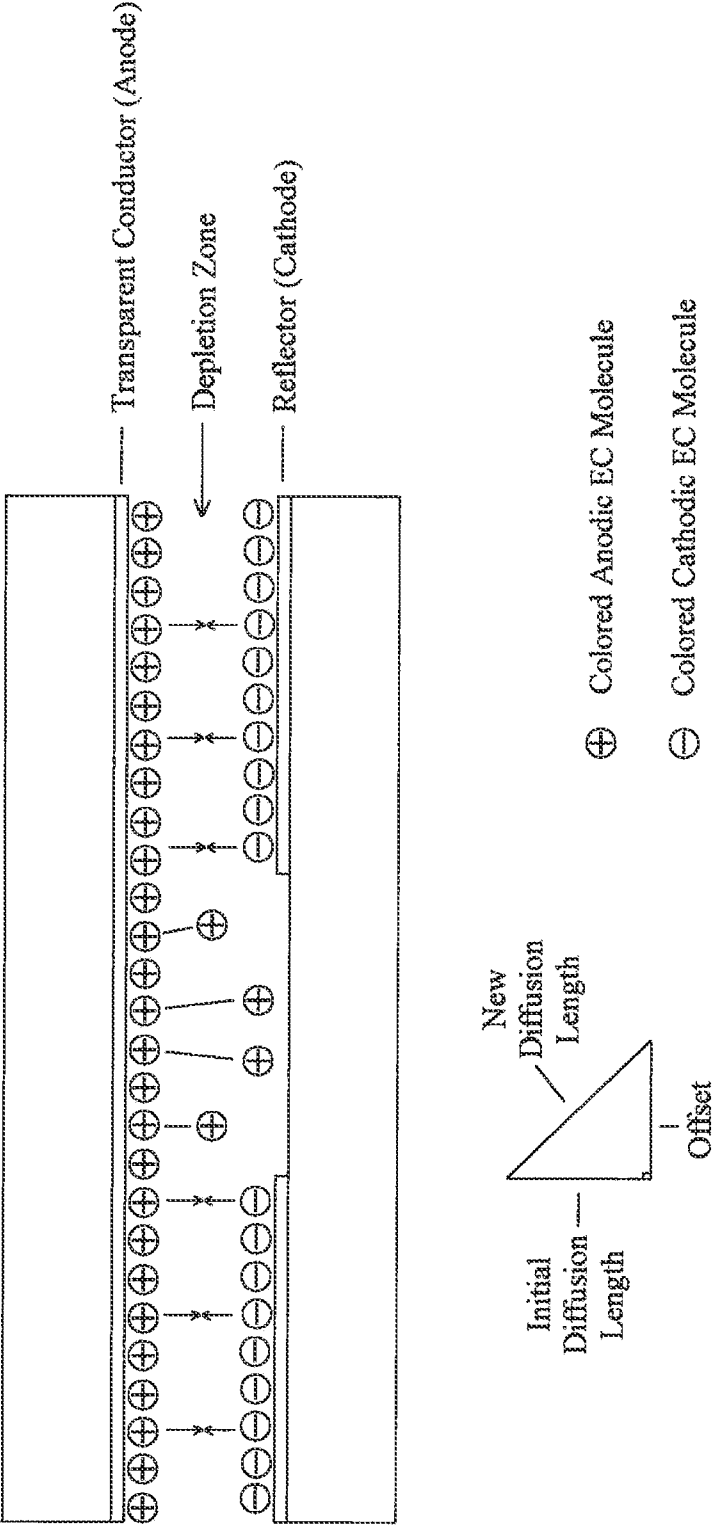 Transparent Conductor (Anode)
Depletion Zone
Reflector (Cathode)
Initial
Diffusion
Length
New
Diffusion
Length
Offset
Colored Anodic EC Molecule
Colored Cathodic EC Molecule